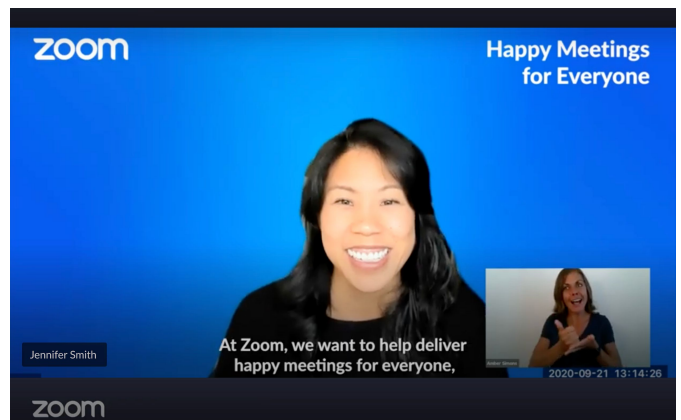 zoom
Happy Meetings
for Everyone
Jennifer Smith
At Zoom, we want to help deliver
happy meetings for everyone,
2020-09-21 13:14:26
zoom